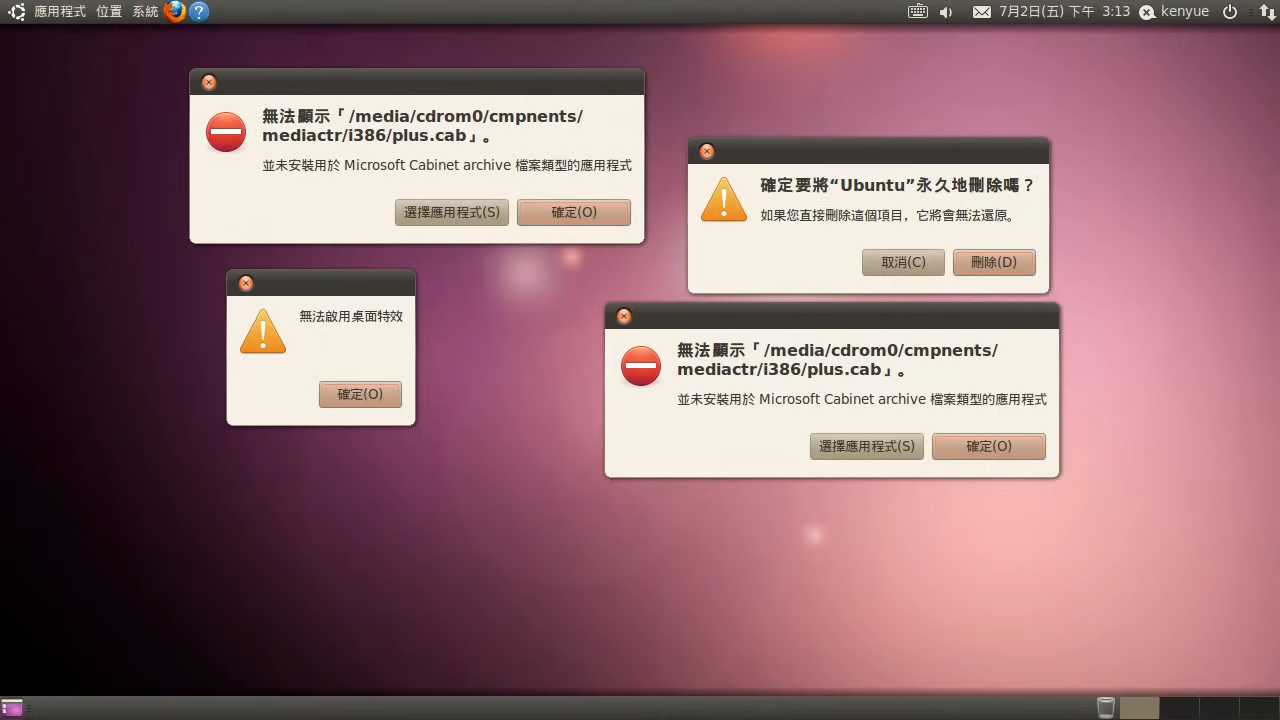 應用程式 位置 系統
7月2日(五) 下午 3:13 kenyue
無法顯示「 /media/cdrom0/cmpnents/
mediactr/i386/plus.cab」。
並未安裝用於 Microsoft Cabinet archive 檔案類型的應用程式
選擇應用程式(S) 確定(O)
確定要將“Ubuntu”永久地刪除嗎？
如果您直接刪除這個項目，它將會無法還原。
取消(C) 刪除(D)
無法啟用桌面特效
確定(O)
無法顯示「 /media/cdrom0/cmpnents/
mediactr/i386/plus.cab」。
並未安裝用於 Microsoft Cabinet archive 檔案類型的應用程式
選擇應用程式(S) 確定(O)